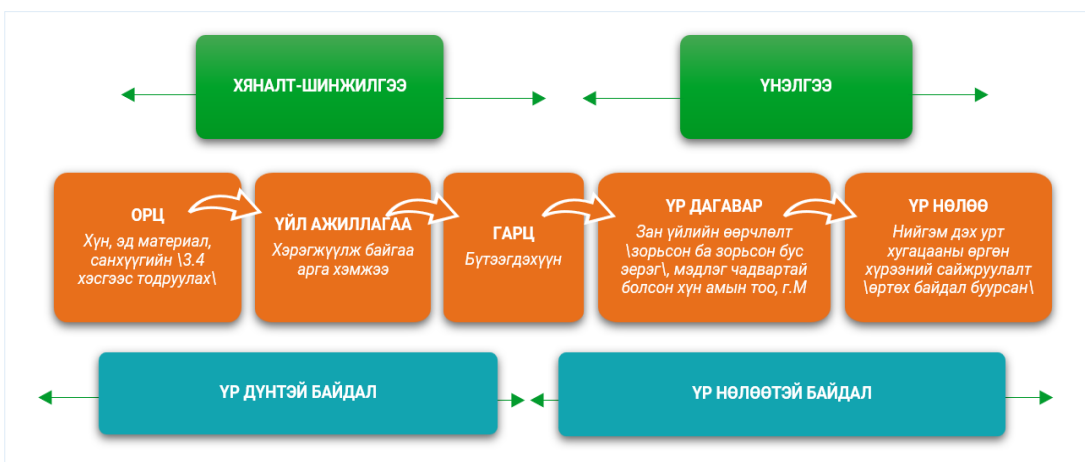 ХЯНАЛТ-ШИНЖИЛГЭЭ
ҮНЭЛГЭЭ
ОРЦ
Хүн, эд материал,
санхүүгийн \3.4
хэсгээс тодруулах\
ҮЙЛ АЖИЛЛАГАА
Хэрэгжүүлж байгаа
арга хэмжээ
ГАРЦ
Бүтээгдэхүүн
ҮР ДАГАВАР
Зан үйлийн өөрчлөлт
\зорьсон ба зорьсон бус
эерэг\, мэдлэг чадвартай
болсон хүн амын тоо, г.М
ҮР НӨЛӨӨ
Нийгэм дэх урт
хугацааны өргөн
хүрээний сайжруулалт
\өртөх байдал буурсан\
ҮР ДҮНТЭЙ БАЙДАЛ
ҮР НӨЛӨӨТЭЙ БАЙДАЛ